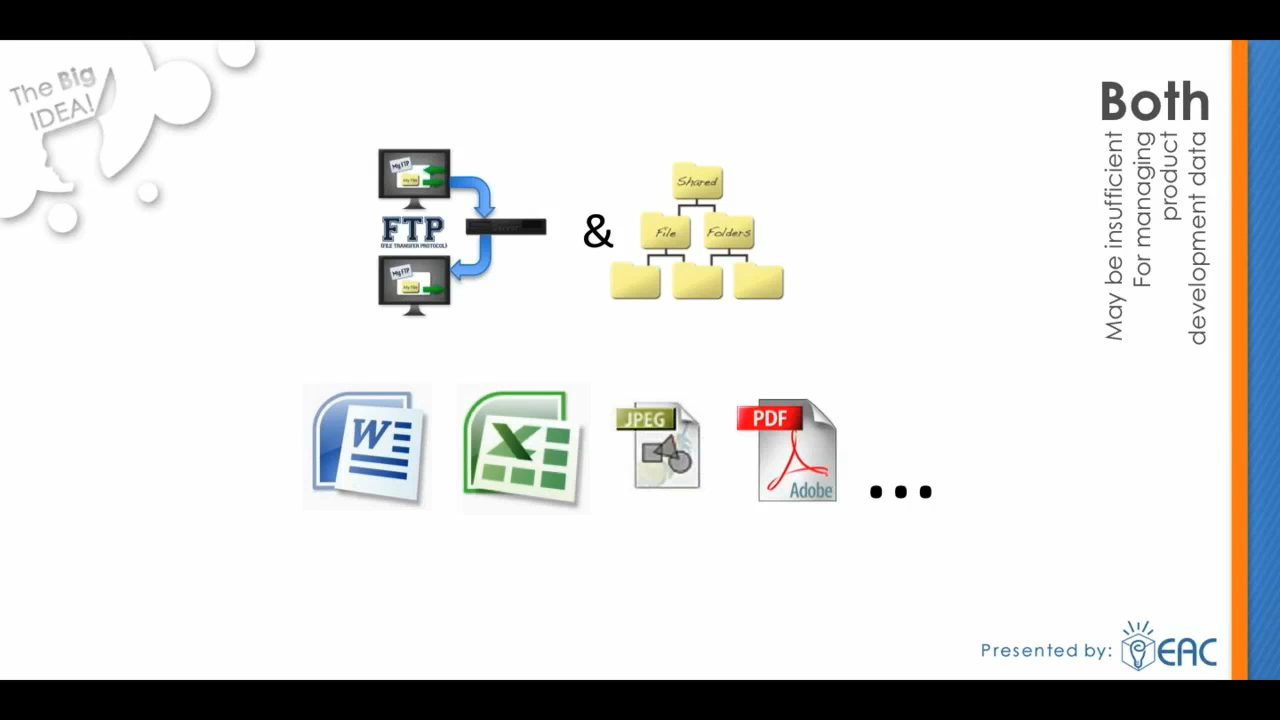 The Big
IDEA!
Both
May be insufficient
For managing
product
development data
My FTP
My File
FTP
(FILE TRANSFER PROTOCOL)
My FTP
My File
&
Shared
File
Folders
W
X
JPEG
PDF
Adobe
...
Presented by: EAC